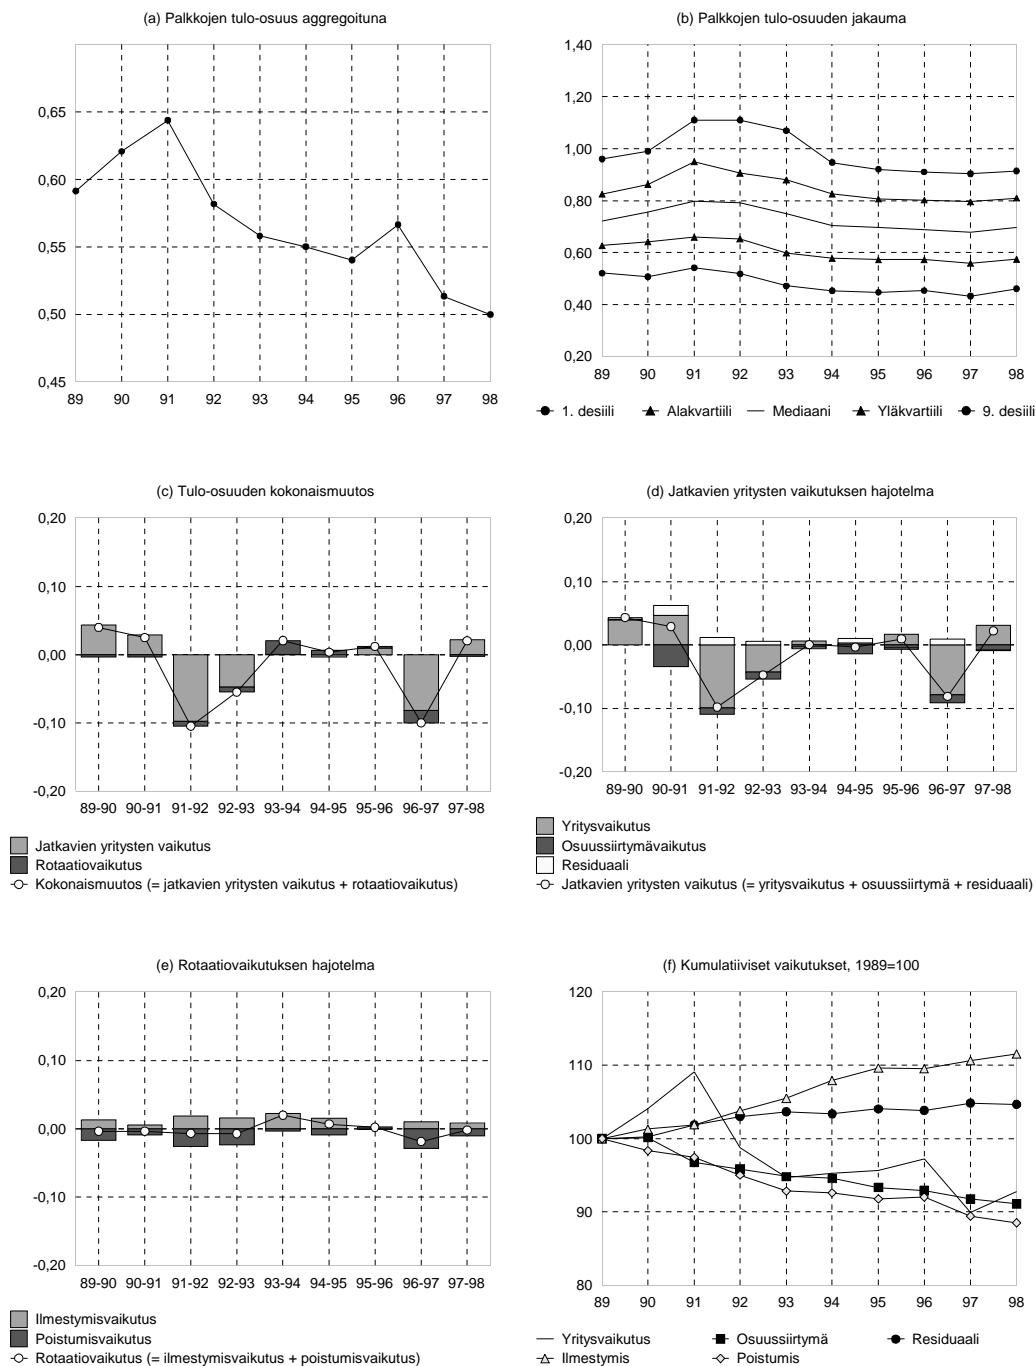 (a) Palkkojen tulo-osuus aggregoituna
0,65
0,60
0,55
0,50
0,45
89 90 91 92 93 94 95 96 97 98
(b) Palkkojen tulo-osuuden jakauma
1,40
1,20
1,00
0,80
0,60
0,40
0,20
89 90 91 92 93 94 95 96 97 98
1. desiili Alakvartiili Mediaani Yläkvartiili 9. desiili
(c) Tulo-osuuden kokonaismuutos
0,20
0,10
0,00
-0,10
-0,20
89-90 90-91 91-92 92-93 93-94 94-95 95-96 96-97 97-98
Jatkavien yritysten vaikutus
Rotaatiovaikutus
Kokonaismuutos (= jatkavien yritysten vaikutus + rotaatiovaikutus)
(d) Jatkavien yritysten vaikutuksen hajotelma
0,20
0,10
0,00
-0,10
-0,20
89-90 90-91 91-92 92-93 93-94 94-95 95-96 96-97 97-98
Yritysvaikutus
Osuussiirtymävaikutus
Residuaali
Jatkavien yritysten vaikutus (= yritysvaikutus + osuussiirtymä + residuaali)
(e) Rotaatiovaikutuksen hajotelma
0,20
0,10
0,00
-0,10
-0,20
89-90 90-91 91-92 92-93 93-94 94-95 95-96 96-97 97-98
Ilmestymisvaikutus
Poistumisvaikutus
Rotaatiovaikutus (= ilmestymisvaikutus + poistumisvaikutus)
(f) Kumulatiiviset vaikutukset, 1989=100
120
110
100
90
80
89 90 91 92 93 94 95 96 97 98
Yritysvaikutus Osuussiirtymä Residuaali
Ilmestymis Poistumis